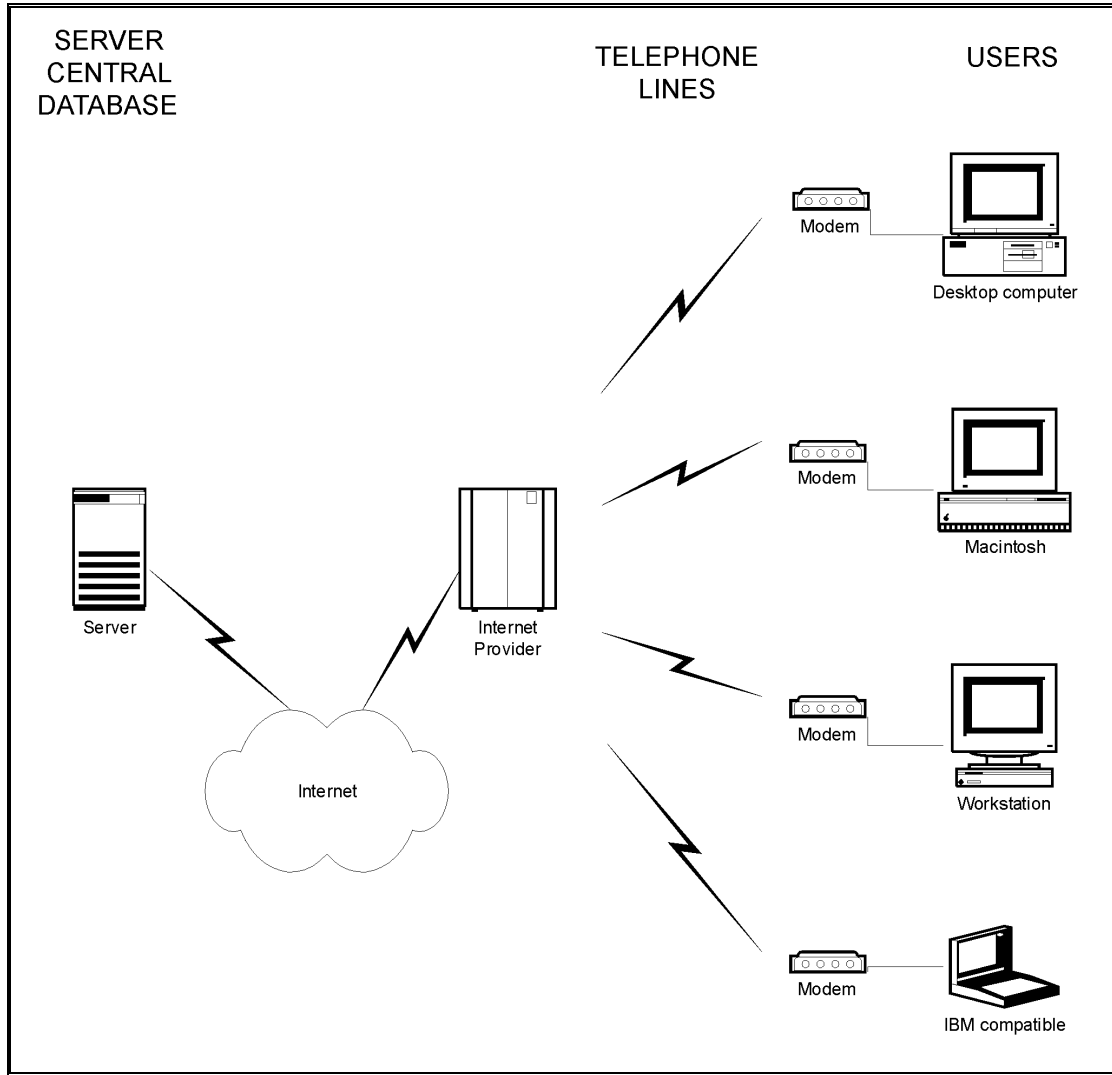 SERVER
CENTRAL
DATABASE
TELEPHONE
LINES
USERS
Modem
Desktop computer
Modem
Macintosh
Server
Internet
Provider
Modem
Workstation
Internet
Modem
IBM compatible